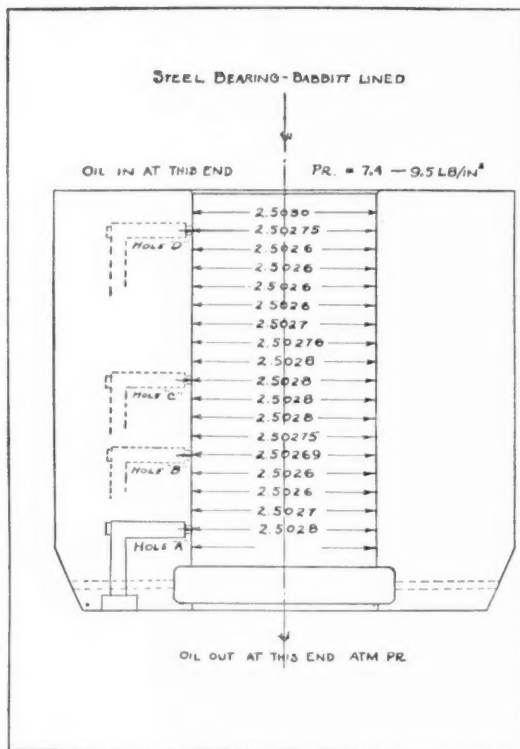 STEEL BEARING - BABBITT LINED
OIL IN AT THIS END PR. = 7.4 — 9.5 LB/IN²
2.5030
2.50275
HOLE D
2.5026
2.5026
2.5026
2.5026
2.5027
2.50278
2.5028
2.5028
HOLE "C"
2.5028
2.5028
2.50275
2.50269
HOLE "B"
2.5026
2.5026
2.5027
2.5028
HOLE "A"
OIL OUT AT THIS END ATM PR.